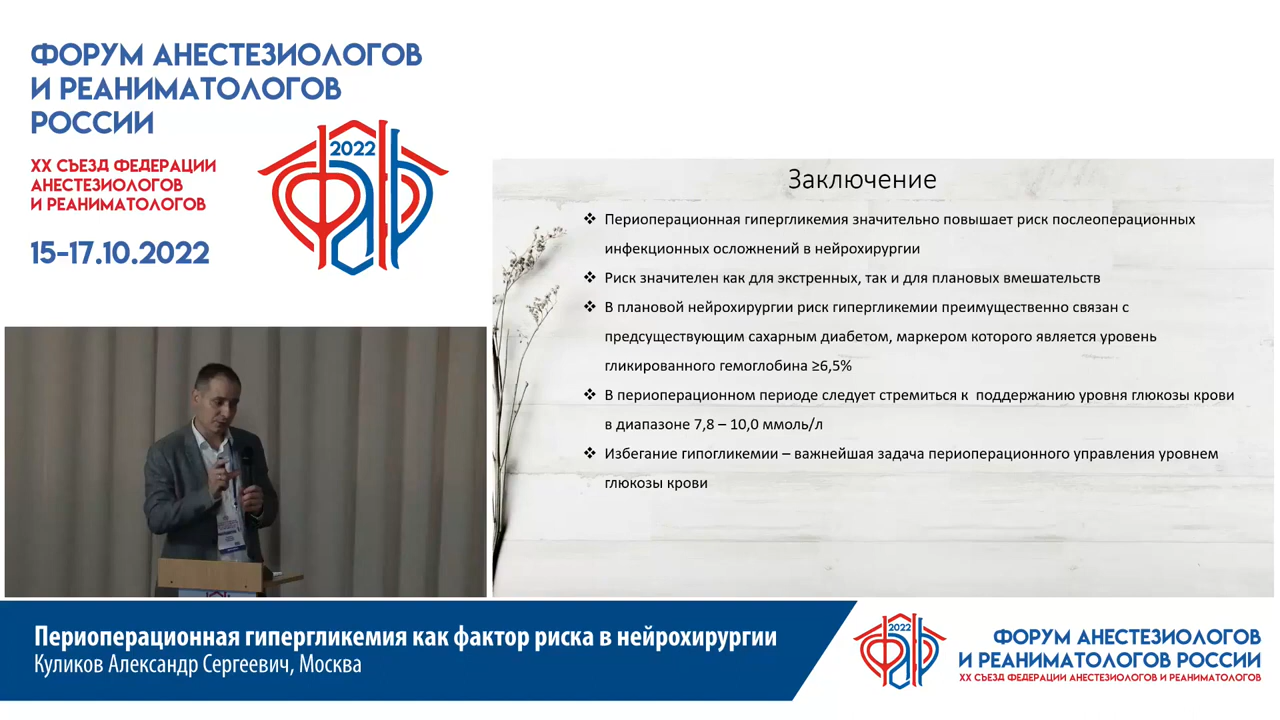 ФОРУМ АНЕСТЕЗИОЛОГОВ
И РЕАНИМАТОЛОГОВ
РОССИИ
XX СЪЕЗД ФЕДЕРАЦИИ
АНЕСТЕЗИОЛОГОВ
И РЕАНИМАТОЛОГОВ
15-17.10.2022
2022
ФАР
Заключение
❖ Периоперационная гипергликемия значительно повышает риск послеоперационных
инфекционных осложнений в нейрохирургии
❖ Риск значителен как для экстренных, так и для плановых вмешательств
❖ В плановой нейрохирургии риск гипергликемии преимущественно связан с
предсуществующим сахарным диабетом, маркером которого является уровень
гликированного гемоглобина ≥6,5%
❖ В периоперационном периоде следует стремиться к поддержанию уровня глюкозы крови
в диапазоне 7,8 – 10,0 ммоль/л
❖ Избегание гипогликемии – важнейшая задача периоперационного управления уровнем
глюкозы крови
Периоперационная гипергликемия как фактор риска в нейрохирургии
Куликов Александр Сергеевич, Москва
2022
ФАР
ФОРУМ АНЕСТЕЗИОЛОГОВ
И РЕАНИМАТОЛОГОВ РОССИИ
XX СЪЕЗД ФЕДЕРАЦИИ АНЕСТЕЗИОЛОГОВ И РЕАНИМАТОЛОГОВ